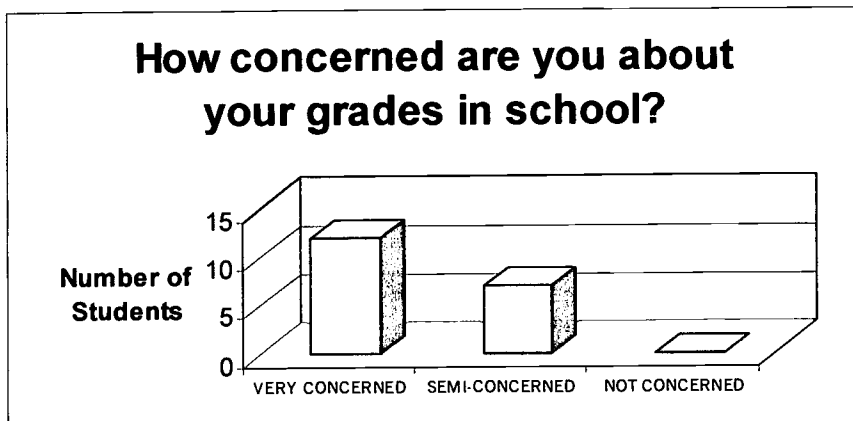 How concerned are you about
your grades in school?
15
10
5
0
Number of
Students
VERY CONCERNED
SEMI-CONCERNED
NOT CONCERNED